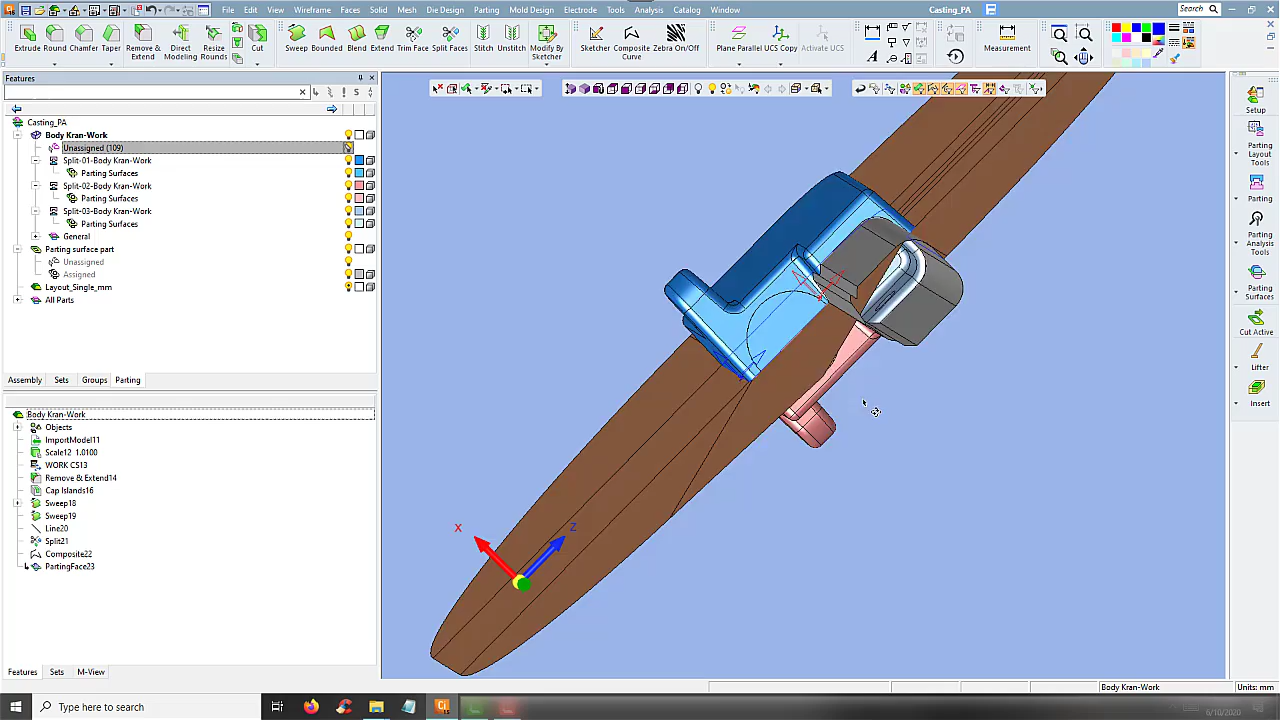 File Edit View Wireframe Faces Solid Mesh Die Design Parting Mold Design Electrode Tools Analysis Catalog Window
Casting_PA
Search
Extrude Round Chamfer Taper Remove & Extend Direct Modeling Resize Rounds Cut Sweep Bounded Blend Extend Trim Split Stitch Unstitch Modify By Sketcher Sketcher Composite Curve Zebra On/Off Plane Parallel UCS Copy Activate UCS Measurement
Features
Casting_PA
Body Kran-Work
Unassigned (109)
Split-01-Body Kran-Work
Parting Surfaces
Split-02-Body Kran-Work
Parting Surfaces
Split-03-Body Kran-Work
Parting Surfaces
General
Parting surface part
Unassigned
Assigned
Layout_Single_mm
All Parts
Assembly Sets Groups Parting
Body Kran-Work
Objects
ImportModel11
Scale12 1.0100
WORK CS13
Remove & Extend14
Cap Islands16
Sweep18
Sweep19
Line20
Split21
Composite22
PartingFace23
Features Sets M-View
X
Z
Setup
Parting Layout Tools
Parting
Parting Analysis Tools
Parting Surfaces
Cut Active
Lifter
Insert
Body Kran-Work
Units: mm
Type here to search
6/10/2020